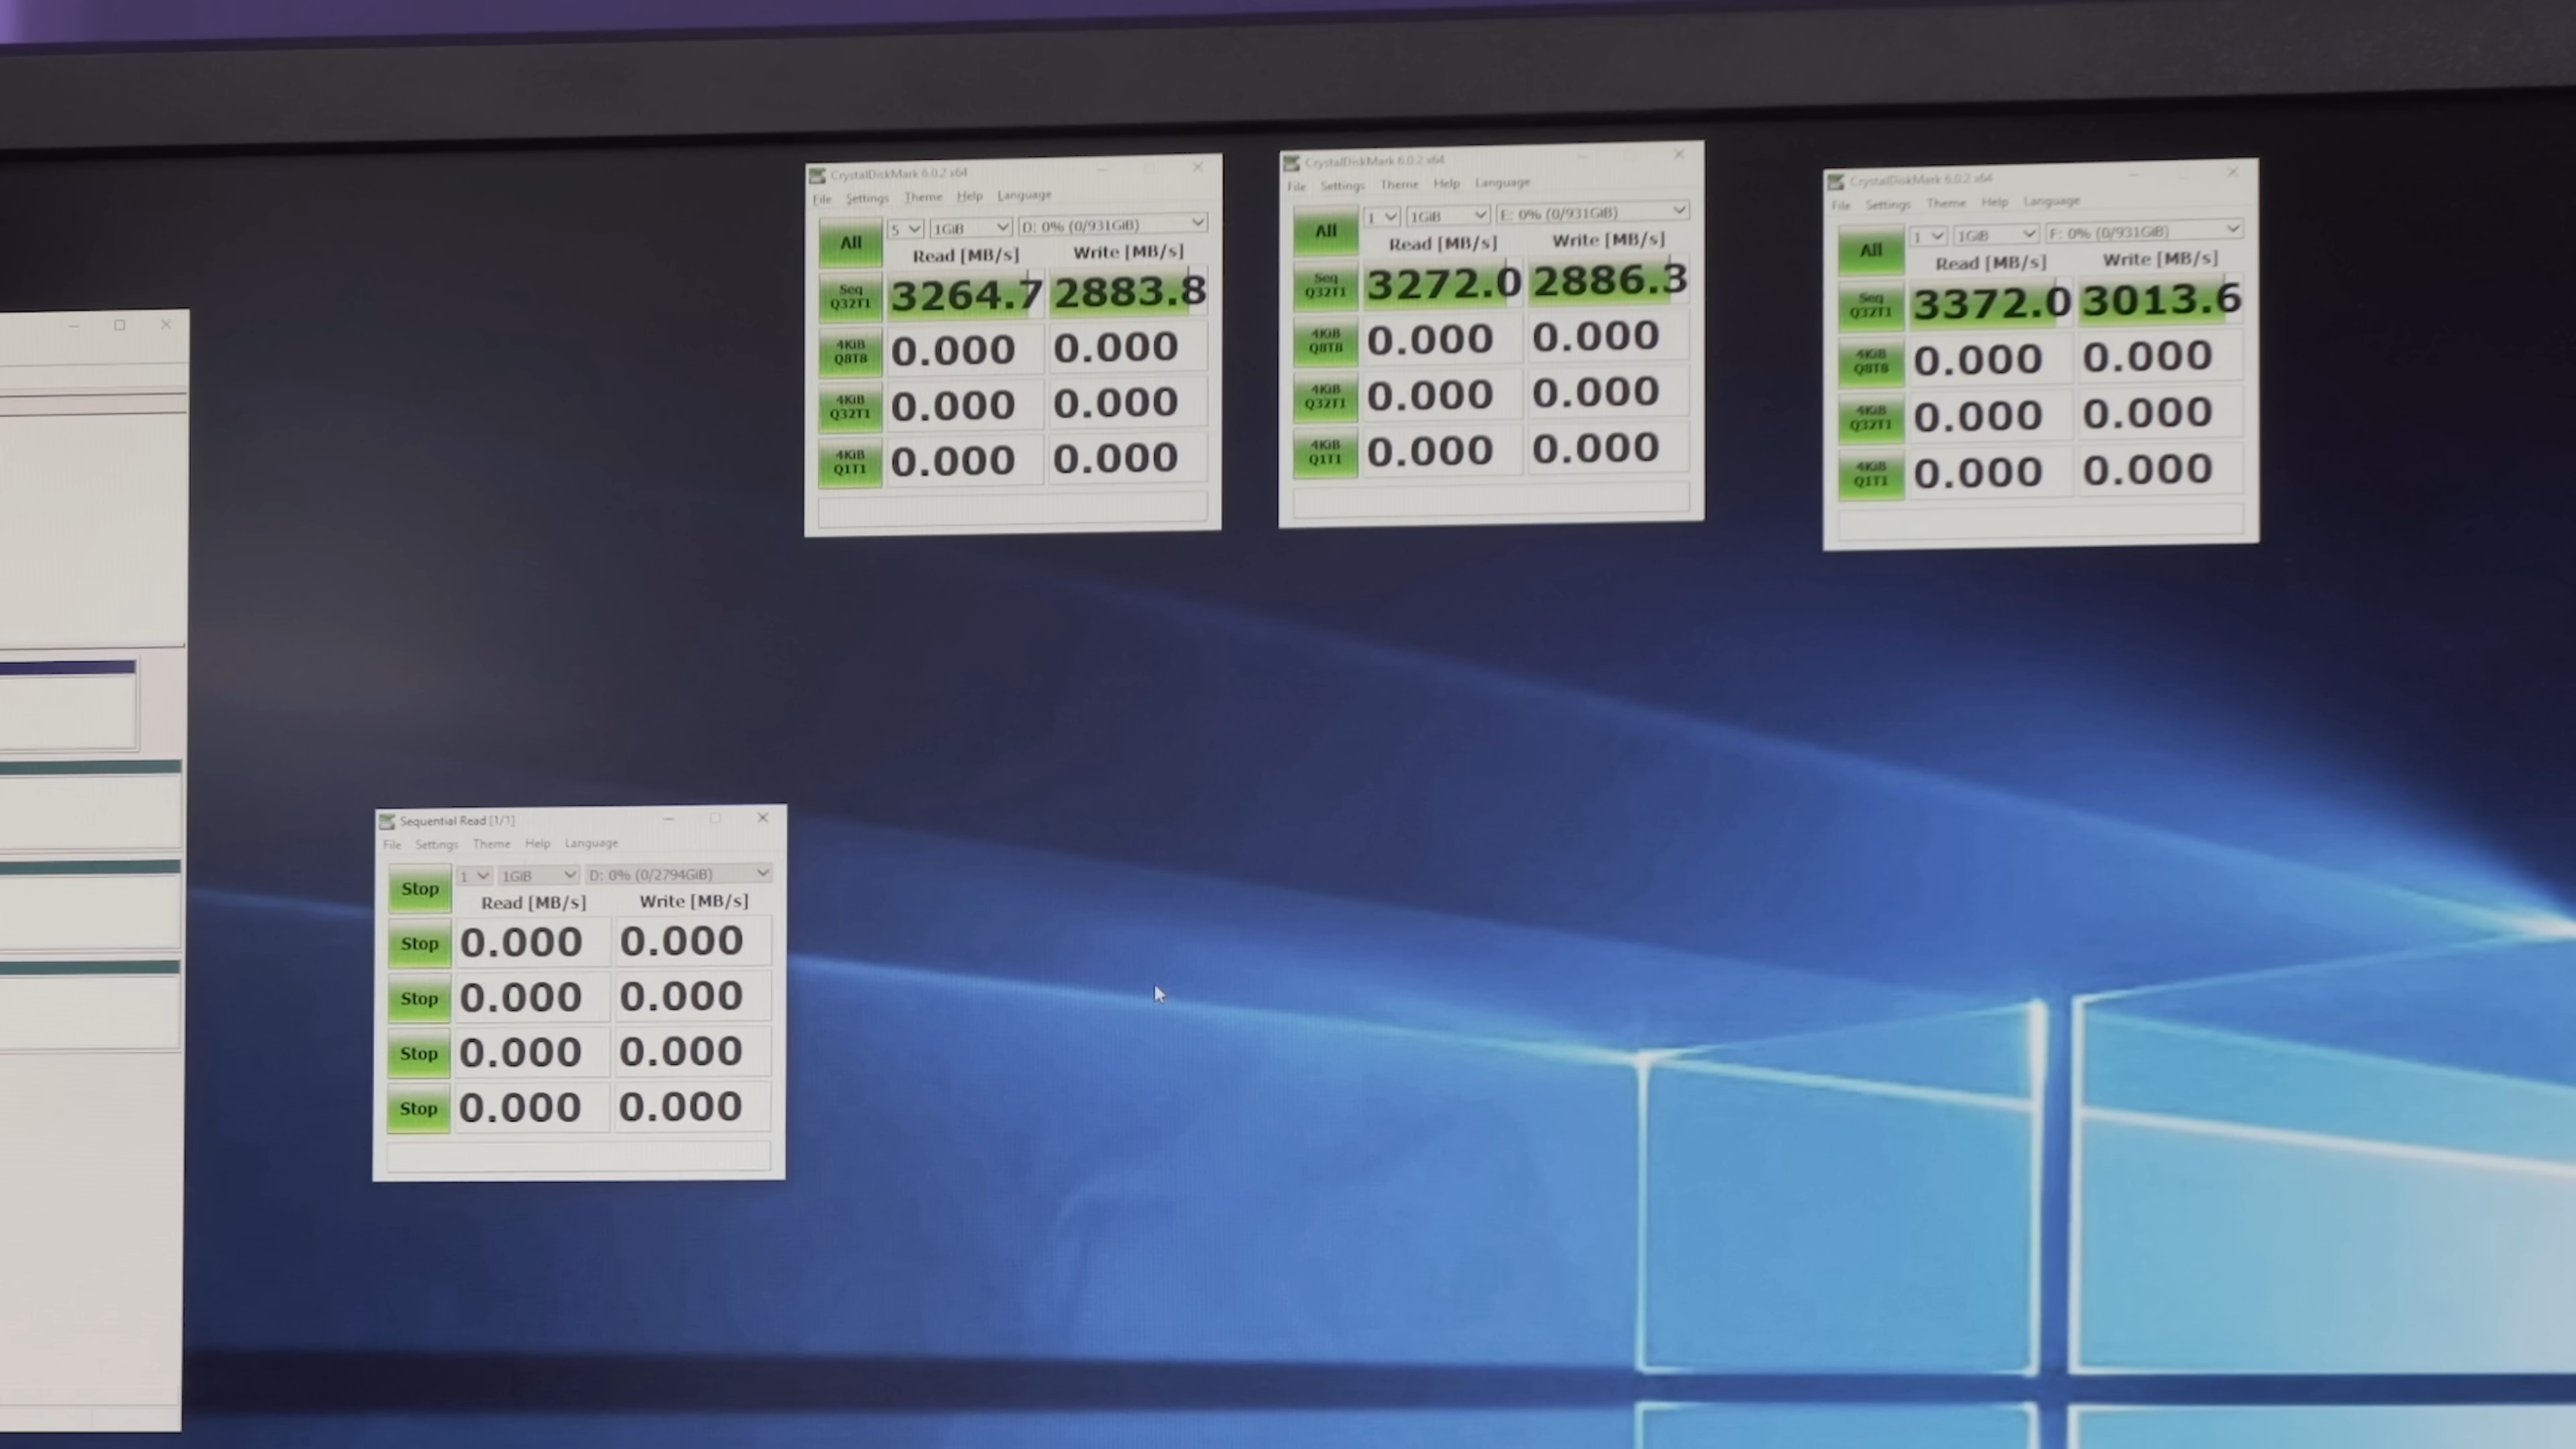 CrystalDiskMark 6.0.2 x64
File Settings Theme Help Language
All 5 1GiB D: 0% (0/931GiB)
Read [MB/s] Write [MB/s]
Seq Q32T1 3264.7 2883.8
4KiB Q8T8 0.000 0.000
4KiB Q32T1 0.000 0.000
4KiB Q1T1 0.000 0.000
CrystalDiskMark 6.0.2 x64
File Settings Theme Help Language
All 1 1GiB E: 0% (0/931GiB)
Read [MB/s] Write [MB/s]
Seq Q32T1 3272.0 2886.3
4KiB Q8T8 0.000 0.000
4KiB Q32T1 0.000 0.000
4KiB Q1T1 0.000 0.000
CrystalDiskMark 6.0.2 x64
File Settings Theme Help Language
All 1 1GiB F: 0% (0/931GiB)
Read [MB/s] Write [MB/s]
Seq Q32T1 3372.0 3013.6
4KiB Q8T8 0.000 0.000
4KiB Q32T1 0.000 0.000
4KiB Q1T1 0.000 0.000
Sequential Read [1/1]
File Settings Theme Help Language
Stop 1 1GiB D: 0% (0/2794GiB)
Read [MB/s] Write [MB/s]
Stop 0.000 0.000
Stop 0.000 0.000
Stop 0.000 0.000
Stop 0.000 0.000